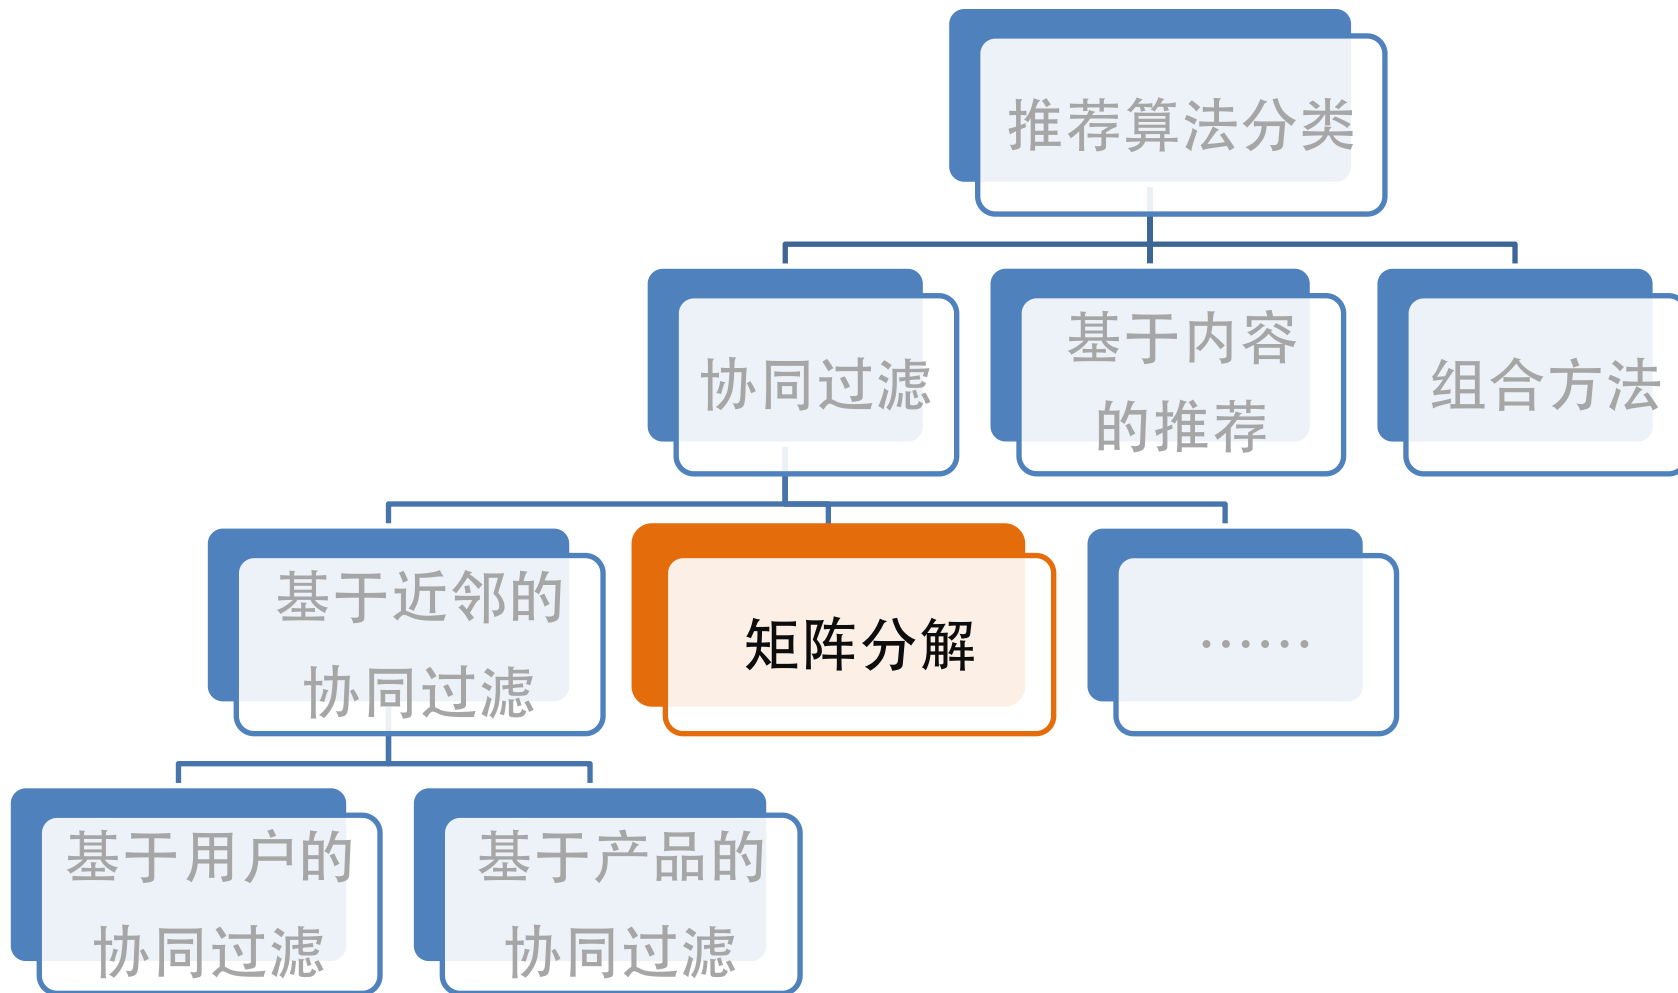 推荐算法分类
协同过滤
基于内容
的推荐
组合方法
基于近邻的
协同过滤
矩阵分解
······
基于用户的
协同过滤
基于产品的
协同过滤